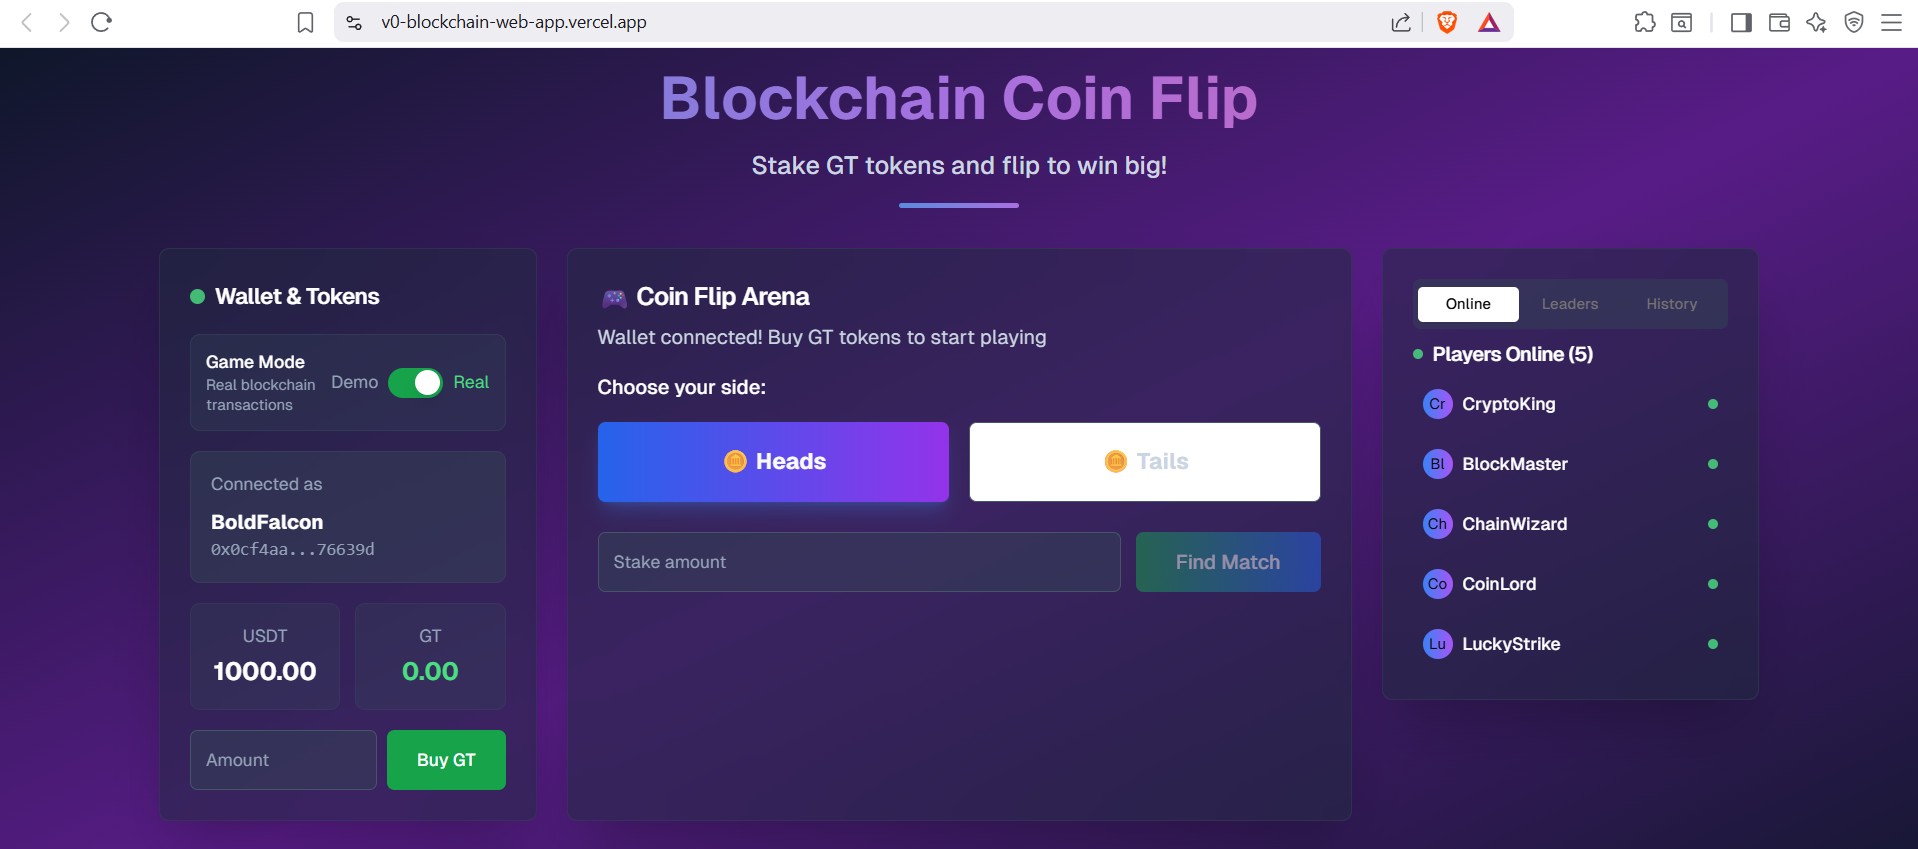 v0-blockchain-web-app.vercel.app
Blockchain Coin Flip
Stake GT tokens and flip to win big!
Wallet & Tokens
Game Mode
Real blockchain
transactions
Demo
Real
Connected as
BoldFalcon
0x0cf4aa...76639d
USDT
1000.00
GT
0.00
Amount
Buy GT
Coin Flip Arena
Wallet connected! Buy GT tokens to start playing
Choose your side:
Heads
Tails
Stake amount
Find Match
Online
Leaders
History
Players Online (5)
Cr CryptoKing
Bl BlockMaster
Ch ChainWizard
Co CoinLord
Lu LuckyStrike